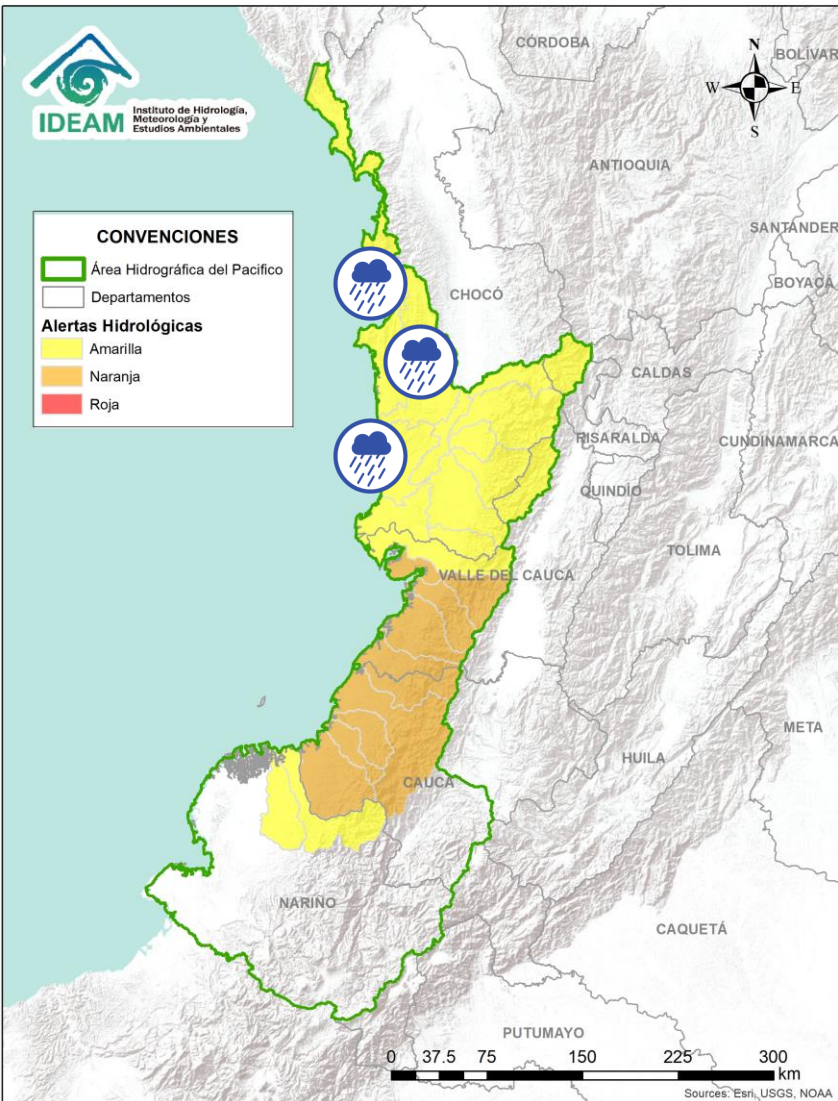 IDEAM
Instituto de Hidrología,
Meteorología y
Estudios Ambientales
CÓRDOBA
BOLÍVAR
N
W
E
S
ANTIOQUIA
SANTANDER
BOYACÁ
CONVENCIONES
Área Hidrográfica del Pacifico
Departamentos
Alertas Hidrológicas
Amarilla
Naranja
Roja
CHOCÓ
CALDAS
RISARALDA
CUNDINAMARCA
QUINDÍO
TOLIMA
VALLE DEL CAUCA
META
HUILA
CAUCA
NARIÑO
CAQUETÁ
PUTUMAYO
0 37.5 75 150 225 300
km
Sources: Esri, USGS, NOAA